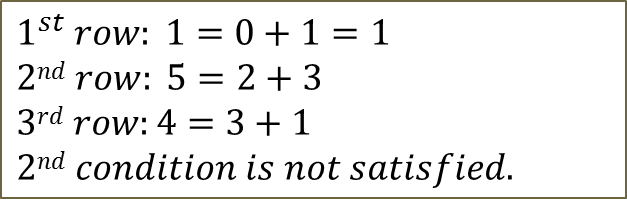 1ˢᵗ row: 1 = 0 + 1 = 1
2ⁿᵈ row: 5 = 2 + 3
3ʳᵈ row: 4 = 3 + 1
2ⁿᵈ condition is not satisfied.